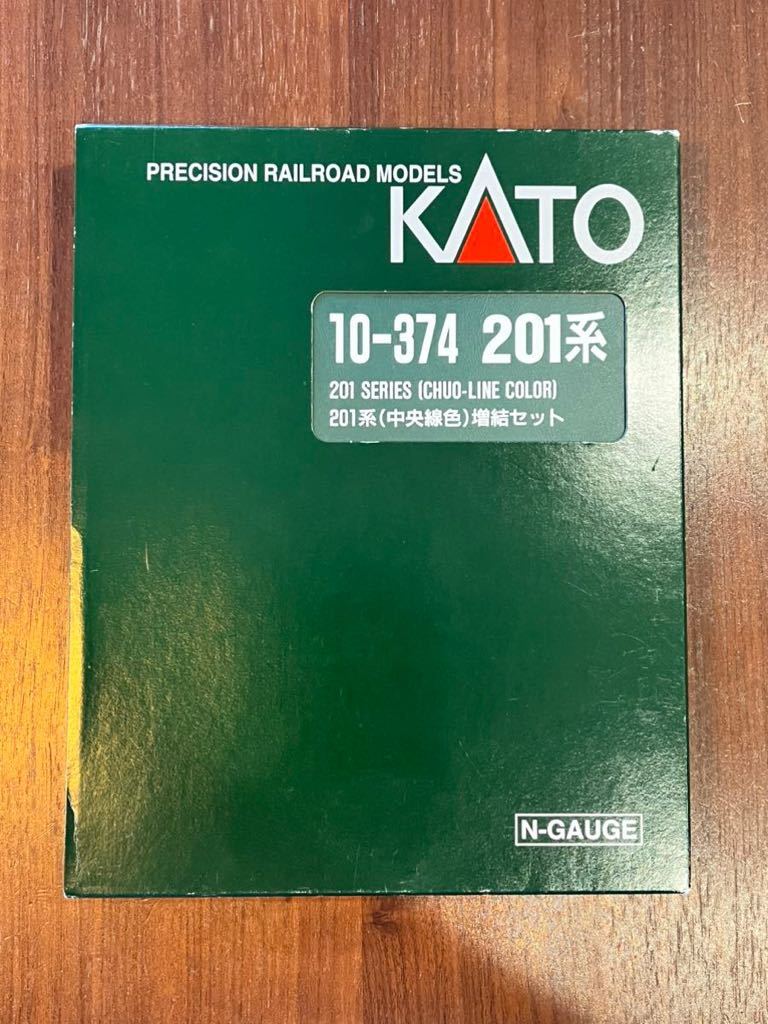 PRECISION RAILROAD MODELS
KATO
10-374 201系
201 SERIES (CHUO-LINE COLOR)
201系(中央線色)増結セット
N-GAUGE